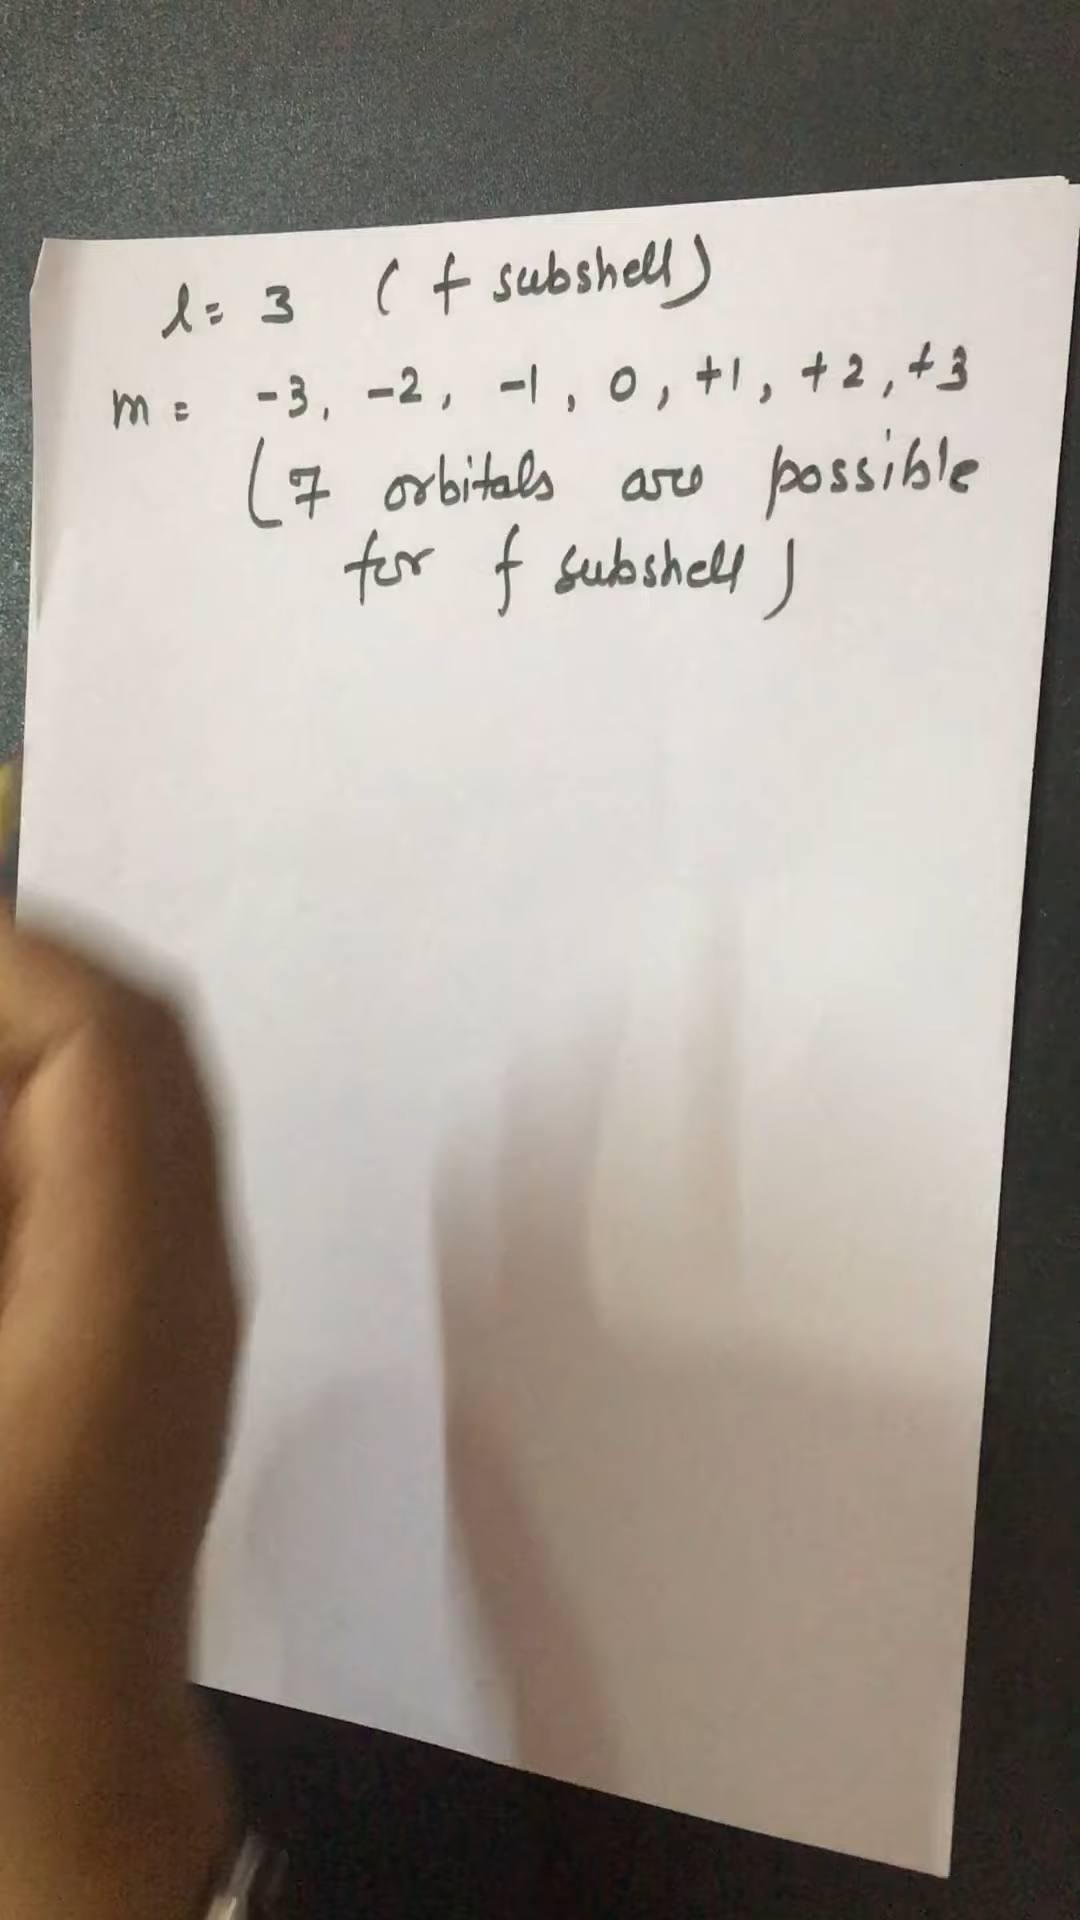 l = 3 ( f subshell)
m = -3, -2, -1, 0, +1, +2, +3
(7 orbitals are possible
for f subshell)